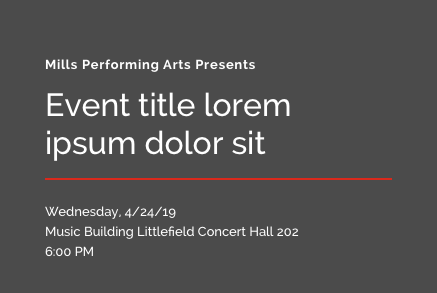 Mills Performing Arts Presents
Event title lorem
ipsum dolor sit
Wednesday, 4/24/19
Music Building Littlefield Concert Hall 202
6:00 PM